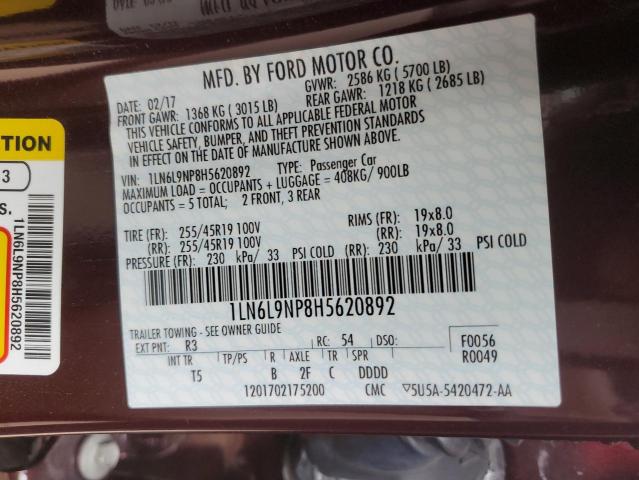 MFD. BY FORD MOTOR CO.
DATE: 02/17 GVWR: 2586 KG ( 5700 LB)
FRONT GAWR: 1368 KG ( 3015 LB) REAR GAWR: 1218 KG ( 2685 LB)
THIS VEHICLE CONFORMS TO ALL APPLICABLE FEDERAL MOTOR
VEHICLE SAFETY, BUMPER, AND THEFT PREVENTION STANDARDS
IN EFFECT ON THE DATE OF MANUFACTURE SHOWN ABOVE.
VIN: 1LN6L9NP8H5620892 TYPE: Passenger Car
MAXIMUM LOAD = OCCUPANTS + LUGGAGE = 408KG/ 900LB
OCCUPANTS = 5 TOTAL; 2 FRONT, 3 REAR
TIRE (FR): 255/45R19 100V RIMS (FR): 19x8.0
(RR): 255/45R19 100V (RR): 19x8.0
PRESSURE (FR): 230 kPa/ 33 PSI COLD (RR): 230 kPa/ 33 PSI COLD
1LN6L9NP8H5620892
TRAILER TOWING - SEE OWNER GUIDE
EXT PNT: R3 RC: 54 DSO: F0056
R0049
INT TR TP/PS R AXLE TR SPR
T5 B 2F C DDDD
1201702175200 CMC 5U5A-5420472-AA
TION
3
S.
1LN6L9NP8H5620892